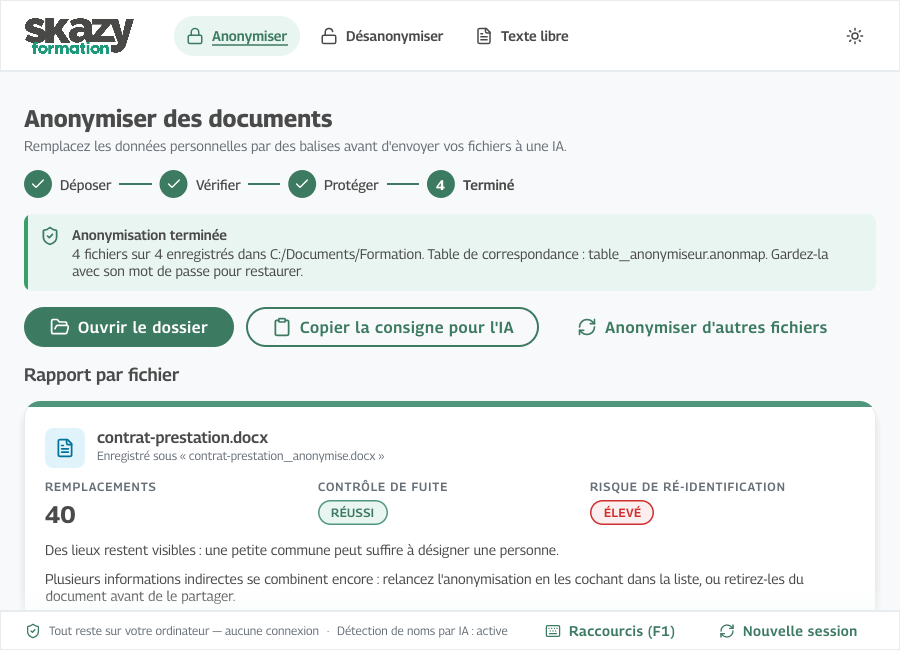 skazy
formation
Anonymiser
Désanonymiser
Texte libre
Anonymiser des documents
Remplacez les données personnelles par des balises avant d'envoyer vos fichiers à une IA.
Déposer
Vérifier
Protéger
4
Terminé
Anonymisation terminée
4 fichiers sur 4 enregistrés dans C:/Documents/Formation. Table de correspondance : table_anonymiseur.anonmap. Gardez-la
avec son mot de passe pour restaurer.
Ouvrir le dossier
Copier la consigne pour l'IA
Anonymiser d'autres fichiers
Rapport par fichier
contrat-prestation.docx
Enregistré sous « contrat-prestation_anonymise.docx »
REMPLACEMENTS
CONTRÔLE DE FUITE
RISQUE DE RÉ-IDENTIFICATION
40
RÉUSSI
ÉLEVÉ
Des lieux restent visibles : une petite commune peut suffire à désigner une personne.
Plusieurs informations indirectes se combinent encore : relancez l'anonymisation en les cochant dans la liste, ou retirez-les du
document avant de le partager.
Tout reste sur votre ordinateur — aucune connexion · Détection de noms par IA : active
Raccourcis (F1)
Nouvelle session